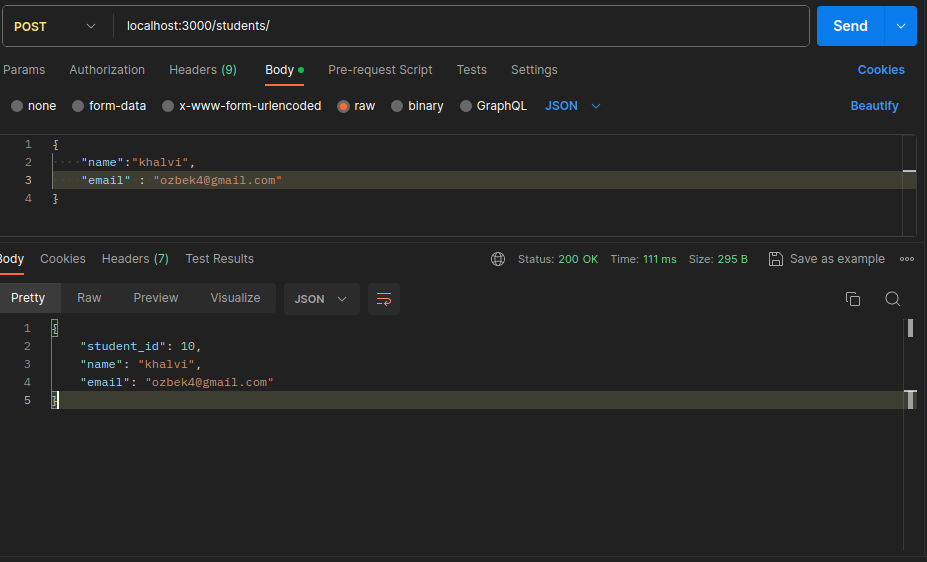 POST localhost:3000/students/ Send
Params Authorization Headers (9) Body Pre-request Script Tests Settings Cookies
none form-data x-www-form-urlencoded raw binary GraphQL JSON Beautify
1 {
2 "name":"khalvi",
3 "email" : "ozbek4@gmail.com"
4 }
Body Cookies Headers (7) Test Results Status: 200 OK Time: 111 ms Size: 295 B Save as example
Pretty Raw Preview Visualize JSON
1 {
2 "student_id": 10,
3 "name": "khalvi",
4 "email": "ozbek4@gmail.com"
5 }